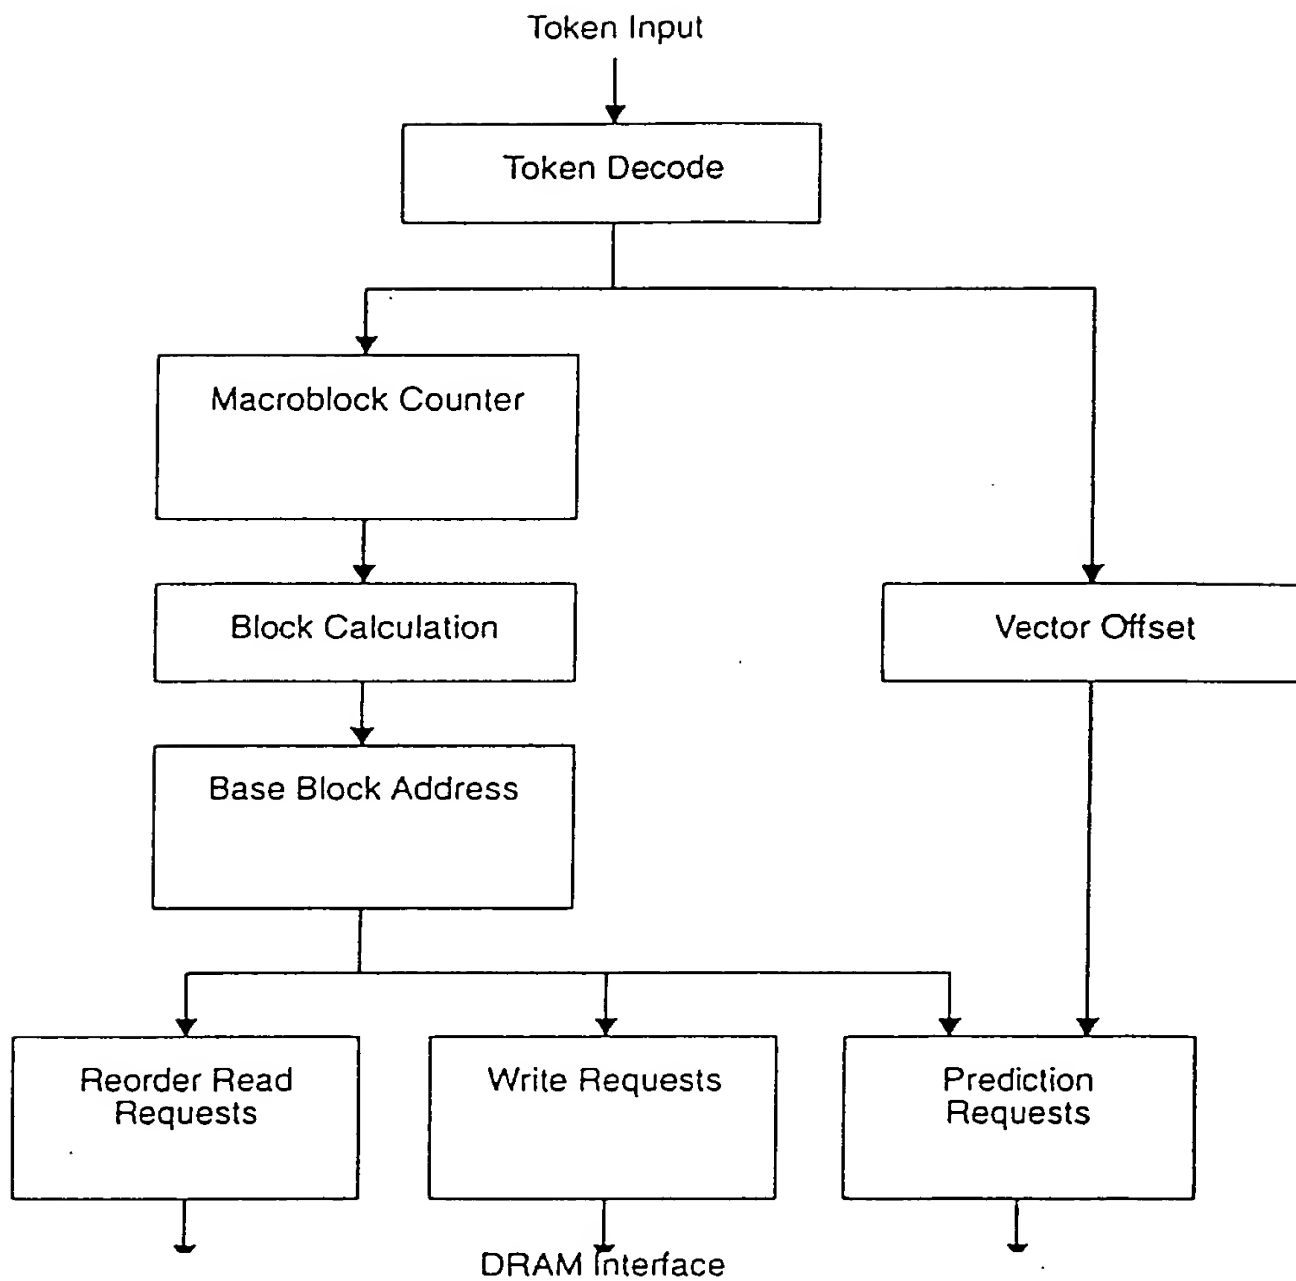 Token Input
Token Decode
Macroblock Counter
Block Calculation
Vector Offset
Base Block Address
Reorder Read
Requests
Write Requests
Prediction
Requests
DRAM Interface